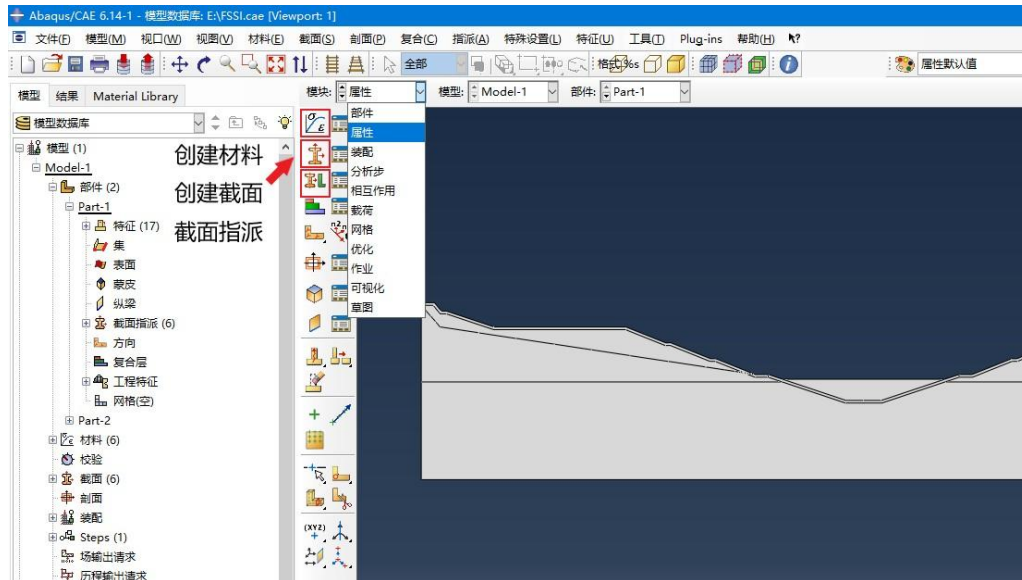 Abaqus/CAE 6.14-1 - 模型数据库: E:\FSSI.cae [Viewport: 1]
文件(F) 模型(M) 视口(W) 视图(V) 材料(E) 截面(S) 剖面(P) 复合(C) 指派(A) 特殊设置(L) 特征(U) 工具(T) Plug-ins 帮助(H)
全部
属性默认值
模型 结果 Material Library
模块: 属性 模型: Model-1 部件: Part-1
模型数据库
部件
属性
装配
分析步
相互作用
载荷
网格
优化
作业
可视化
草图
创建材料
创建截面
截面指派
模型 (1)
Model-1
部件 (2)
Part-1
特征 (17)
集
表面
蒙皮
纵梁
截面指派 (6)
方向
复合层
工程特征
网格(空)
Part-2
材料 (6)
校验
截面 (6)
剖面
装配
Steps (1)
场输出请求
历程输出请求
(XYZ)